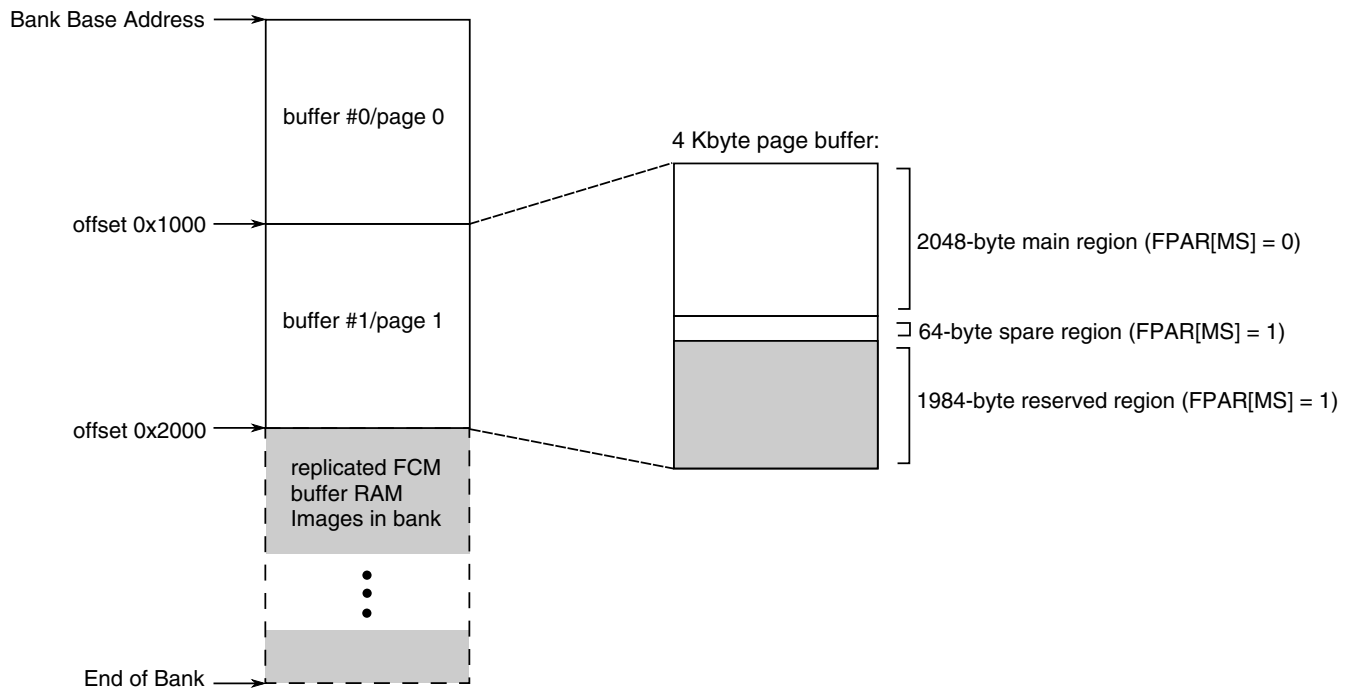 Bank Base Address
buffer #0/page 0
4 Kbyte page buffer:
offset 0x1000
2048-byte main region (FPAR[MS] = 0)
buffer #1/page 1
64-byte spare region (FPAR[MS] = 1)
1984-byte reserved region (FPAR[MS] = 1)
offset 0x2000
replicated FCM
buffer RAM
Images in bank
End of Bank